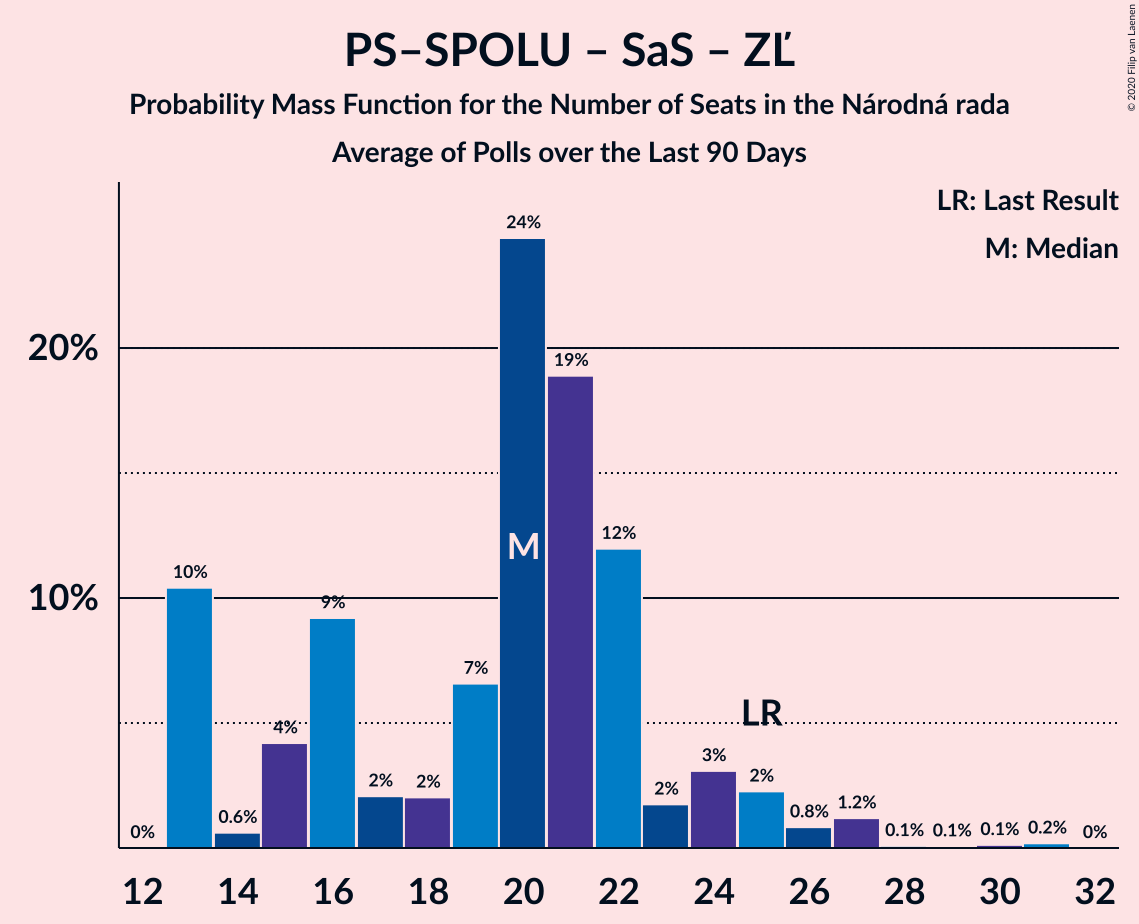 PS–SPOLU – SaS – ZĽ
Probability Mass Function for the Number of Seats in the Národná rada
Average of Polls over the Last 90 Days
© 2020 Filip van Laenen
LR: Last Result
M: Median
24%
20%
19%
12%
M
10%
10%
9%
7%
LR
4%
3%
2%
2%
2%
2%
1.2%
0.8%
0.6%
0%
0.1%
0.1%
0.1%
0.2%
0%
12 14 16 18 20 22 24 26 28 30 32